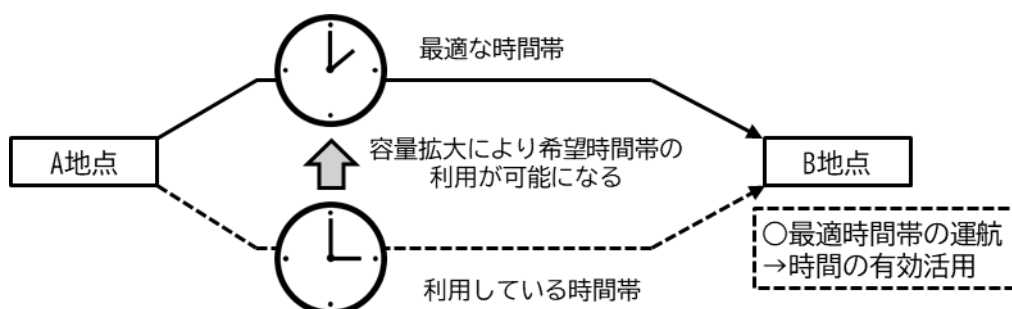 最適な時間帯
A地点
容量拡大により希望時間帯の
利用が可能になる
B地点
○最適時間帯の運航
→時間の有効活用
利用している時間帯